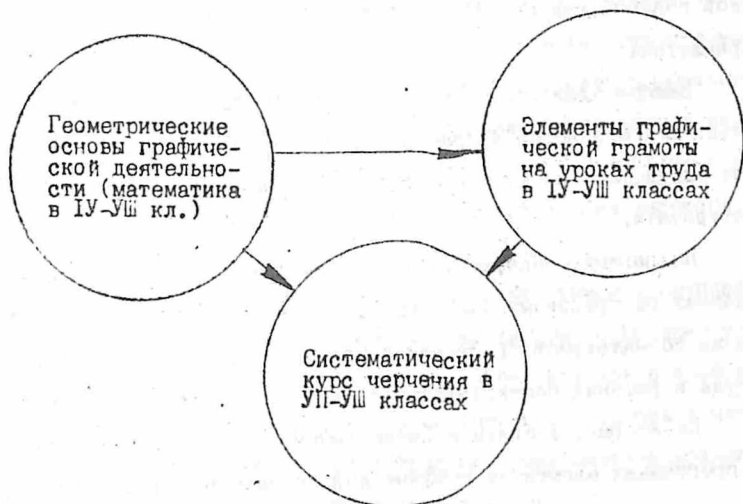 Геометрические
основы графиче-
ской деятельно-
сти (математика
в IУ-УШ кл.)
Элементы графи-
ческой грамоты
на уроках труда
в IУ-УШ классах
Систематический
курс черчения в
УП-УШ классах